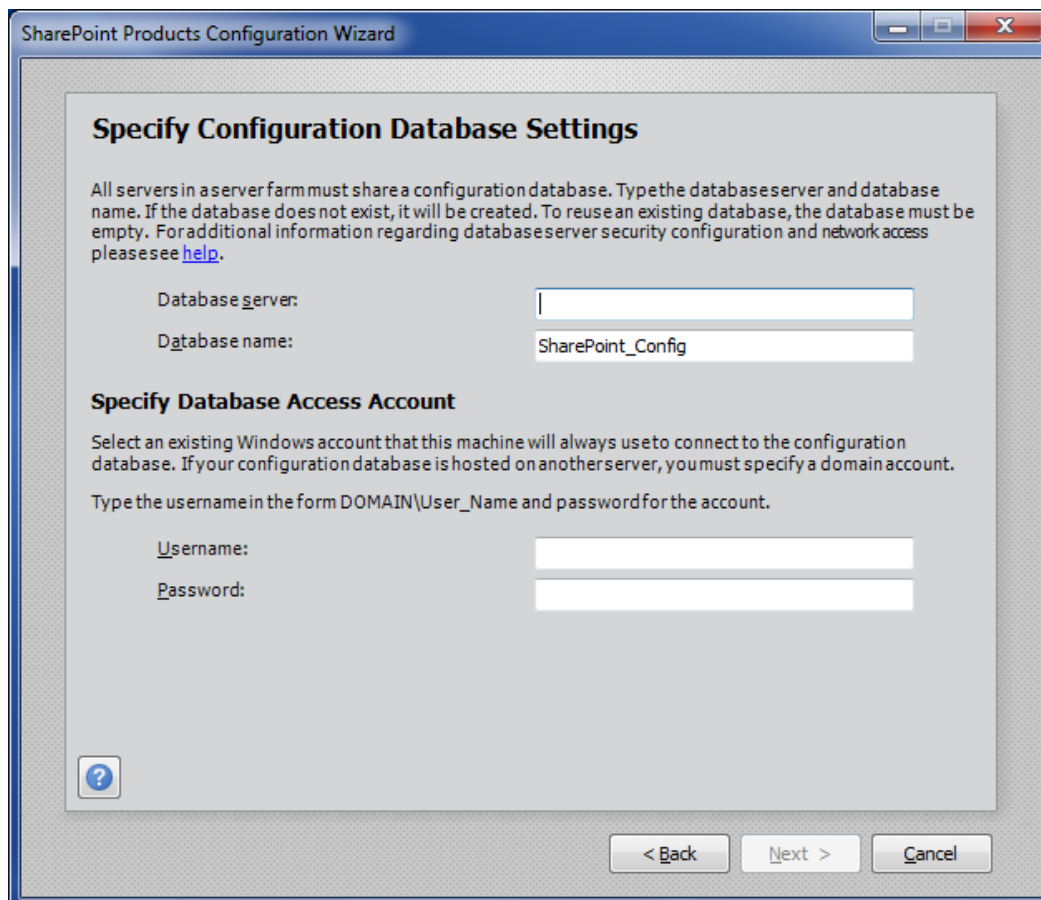 SharePoint Products Configuration Wizard
Specify Configuration Database Settings
All servers in a server farm must share a configuration database. Type the database server and database
name. If the database does not exist, it will be created. To reuse an existing database, the database must be
empty. For additional information regarding database server security configuration and network access
please see help.
Database server:
Database name:
SharePoint_Config
Specify Database Access Account
Select an existing Windows account that this machine will always use to connect to the configuration
database. If your configuration database is hosted on another server, you must specify a domain account.
Type the username in the form DOMAIN\User_Name and password for the account.
Username:
Password:
?
< Back
Next >
Cancel